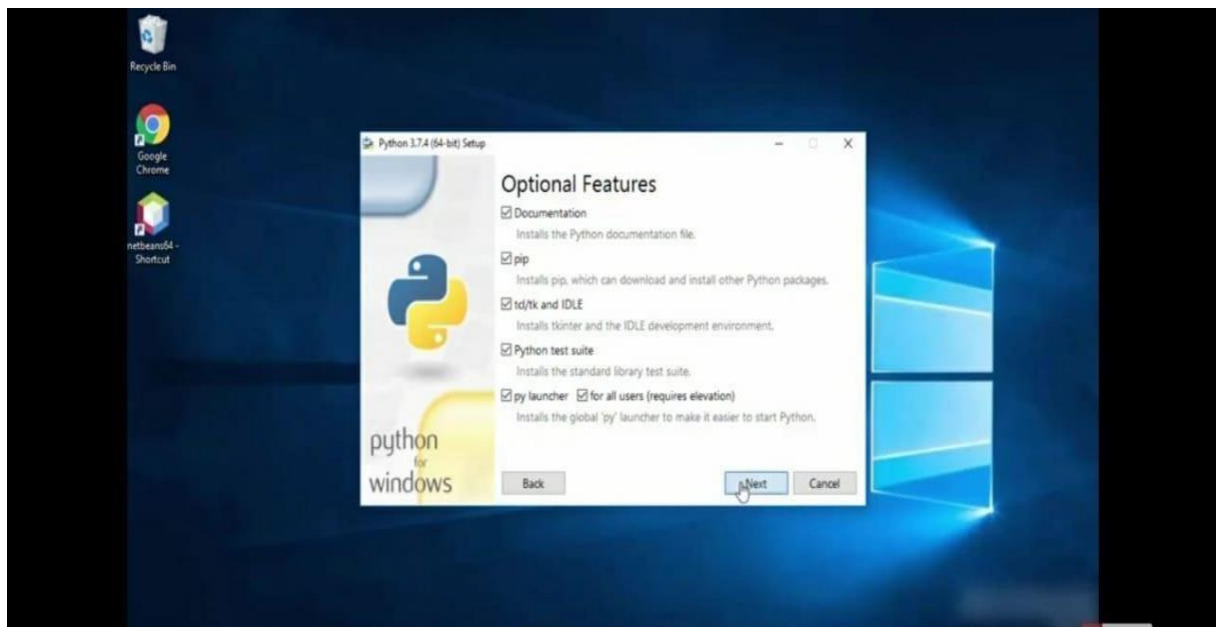 Recycle Bin
Google
Chrome
netbeans64 -
Shortcut
Python 3.7.4 (64-bit) Setup
Optional Features
Documentation
Installs the Python documentation file.
pip
Installs pip, which can download and install other Python packages.
tcl/tk and IDLE
Installs tkinter and the IDLE development environment.
Python test suite
Installs the standard library test suite.
py launcher for all users (requires elevation)
Installs the global 'py' launcher to make it easier to start Python.
python
for
windows
Back Next Cancel